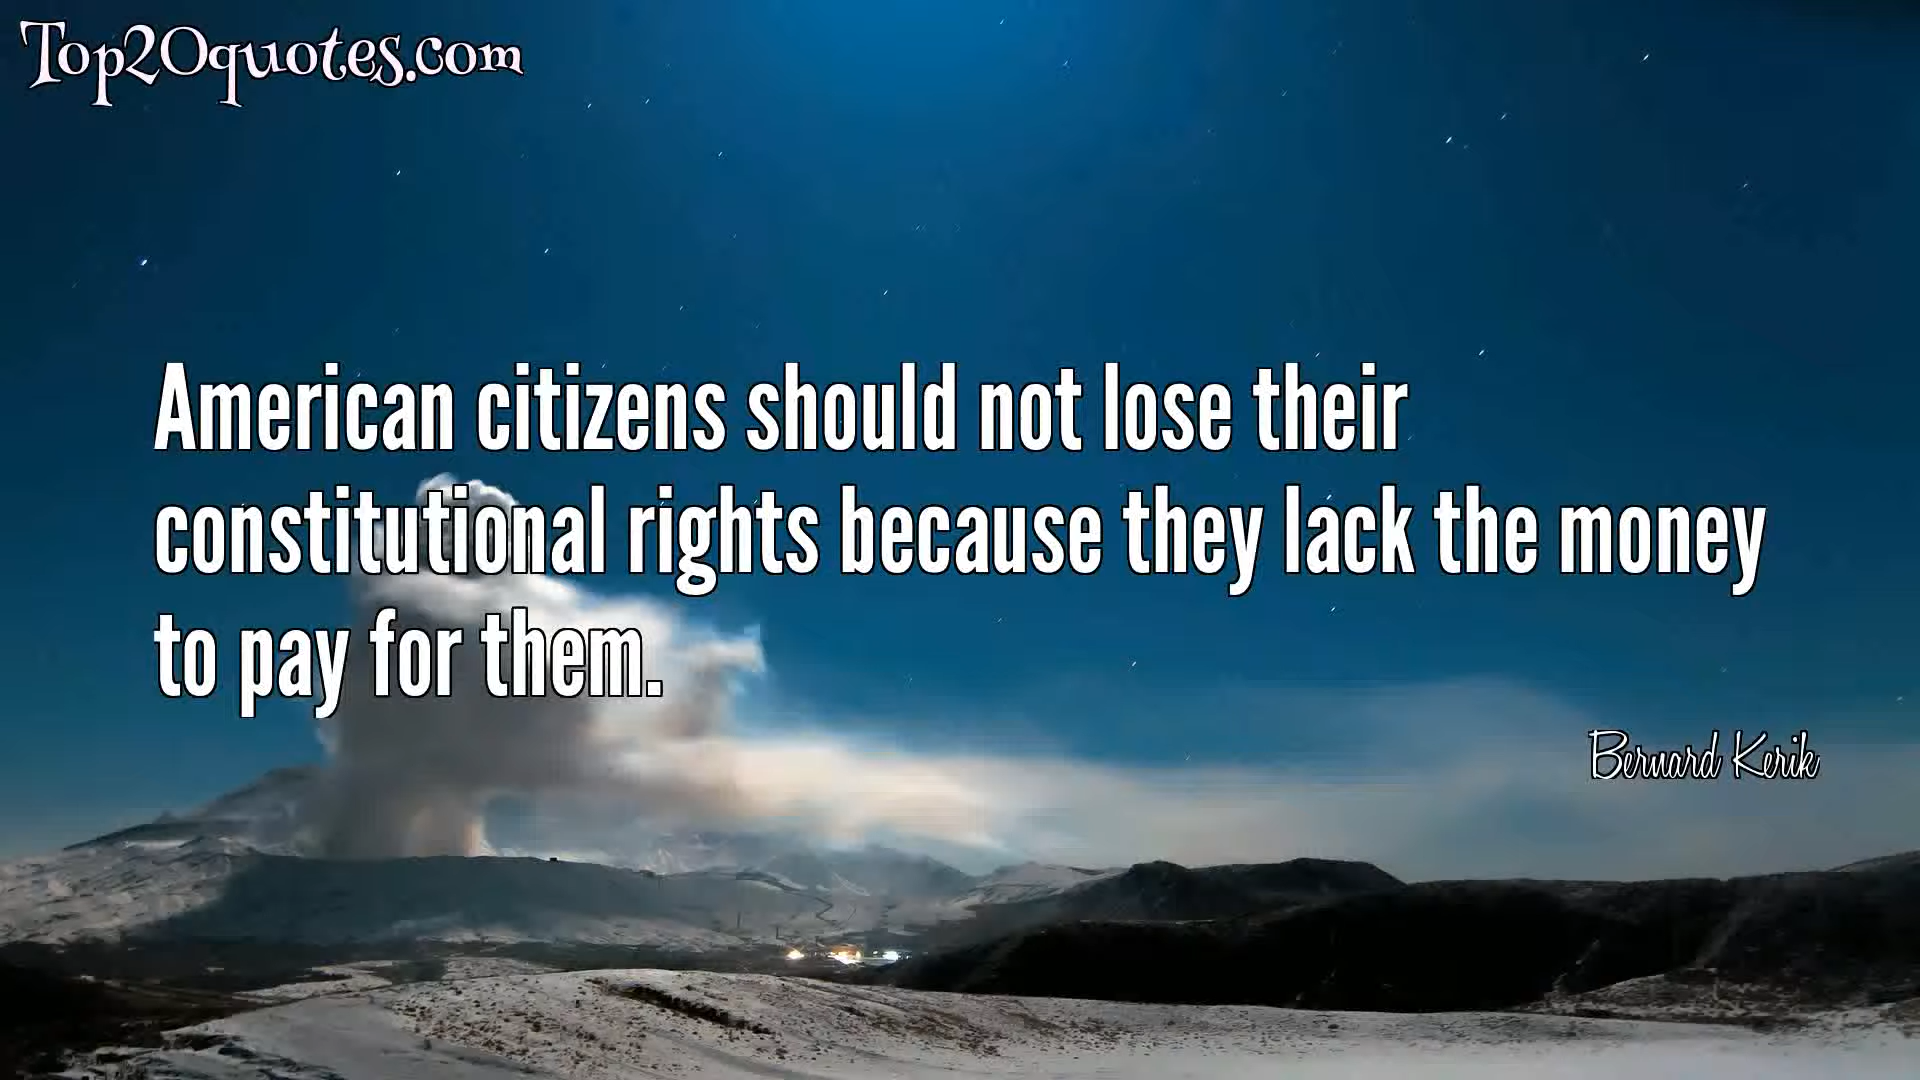 Top20quotes.com
American citizens should not lose their
constitutional rights because they lack the money
to pay for them.
Bernard Kerik